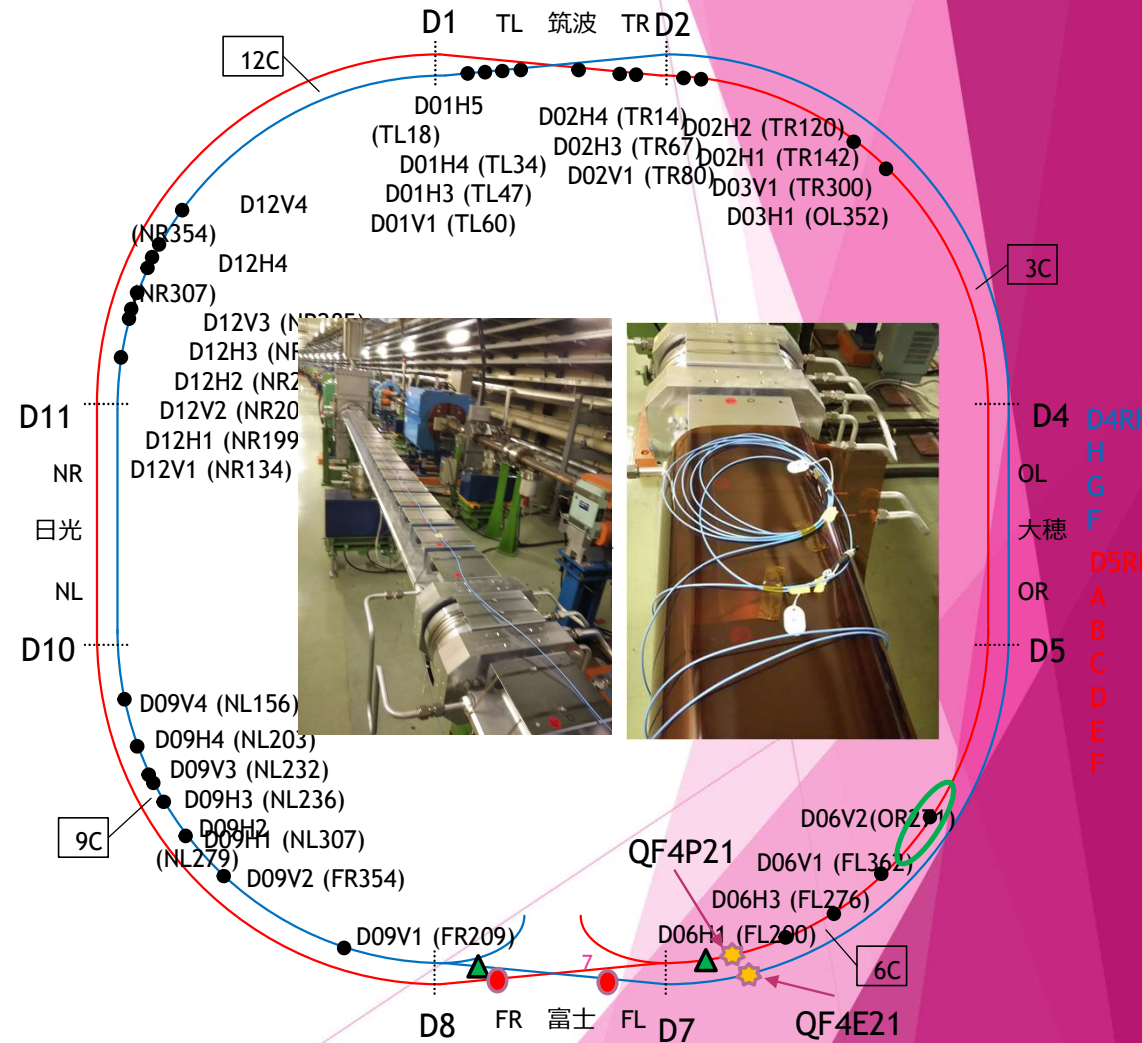 D1 TL 筑波 TR D2
12C
D01H5
(TL18)
D01H4 (TL34)
D01H3 (TL47)
D01V1 (TL60)
D02H4 (TR14)
D02H3 (TR67)
D02V1 (TR80)
D02H2 (TR120)
D02H1 (TR142)
D03V1 (TR300)
D03H1 (OL352)
3C
D12V4
(NR354)
D12H4
(NR307)
D12V3
D12H3
D12H2
D12V2
D12H1 (NR199
D12V1 (NR134)
D11
NR
日光
NL
D10
D4
OL
大穂
OR
D5
H
G
F
A
B
C
D
E
F
D09V4 (NL156)
D09H4 (NL203)
D09V3 (NL232)
D09H3 (NL236)
D09H2
(NL279)
D09H1 (NL307)
D09V2 (FR354)
D09V1 (FR209)
9C
D06V2(OR271)
D06V1 (FL362)
D06H3 (FL276)
D06H1 (FL200)
QF4P21
6C
7
D8 FR 富士 FL D7
QF4E21